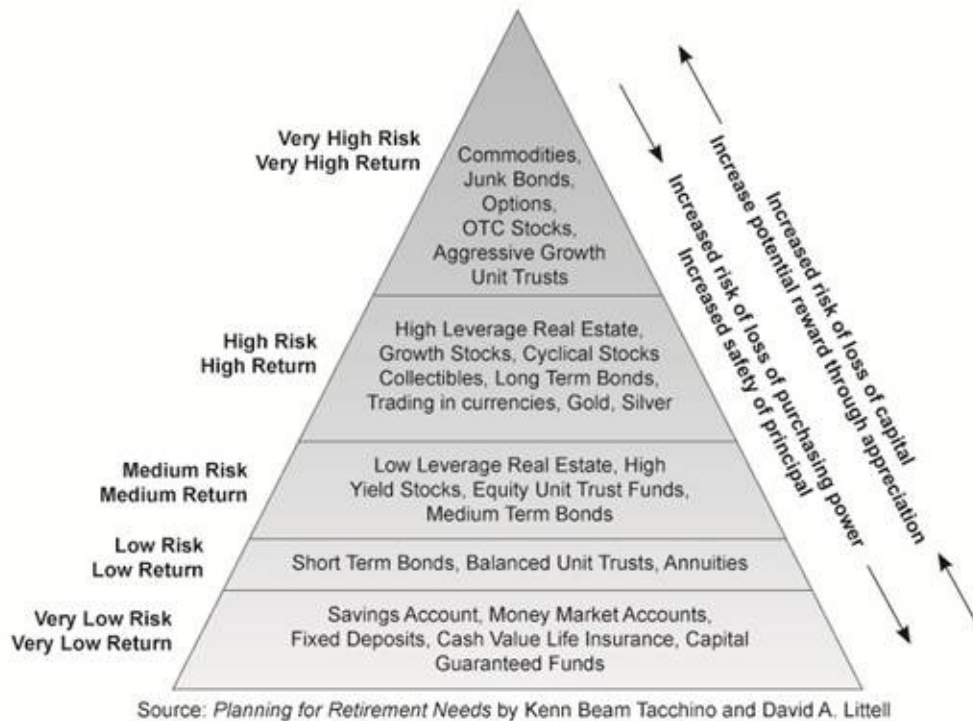 Very High Risk
Very High Return
Commodities,
Junk Bonds,
Options,
OTC Stocks,
Aggressive Growth
Unit Trusts
High Risk
High Return
High Leverage Real Estate,
Growth Stocks, Cyclical Stocks
Collectibles, Long Term Bonds,
Trading in currencies, Gold, Silver
Medium Risk
Medium Return
Low Leverage Real Estate, High
Yield Stocks, Equity Unit Trust Funds,
Medium Term Bonds
Low Risk
Low Return
Short Term Bonds, Balanced Unit Trusts, Annuities
Very Low Risk
Very Low Return
Savings Account, Money Market Accounts,
Fixed Deposits, Cash Value Life Insurance, Capital
Guaranteed Funds
Increased risk of loss of capital
Increase potential reward through appreciation
Increased risk of loss of purchasing power
Increased safety of principal
Source: Planning for Retirement Needs by Kenn Beam Tacchino and David A. Littell